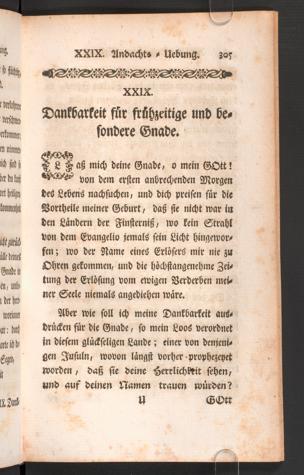 XXIX. Andachts-Uebung. 305
XXIX.
Dankbarkeit für frühzeitige und be-
sondere Gnade.
Laß mich deine Gnade, o mein GOtt!
von dem ersten anbrechenden Morgen
des Lebens nachsuchen, und dich preisen für die
Vortheile meiner Geburt, daß sie nicht war in
den Ländern der Finsterniß, wo kein Strahl
von dem Evangelio jemals sein Licht hingewor-
fen; wo der Name eines Erlösers mir nie zu
Ohren gekommen, und die höchstangenehme Zei-
tung der Erlösung vom ewigen Verderben mei-
ner Seele niemals angediehen wäre.
Aber wie soll ich meine Dankbarkeit aus-
drücken für die Gnade, so mein Loos verordnet
in diesem glückseligen Lande; einer von denjeni-
gen Insuln, wovon längst vorher prophezeyet
worden, daß sie deine Herrlichkeit sehen,
und auf deinen Namen trauen würden?
U GOtt